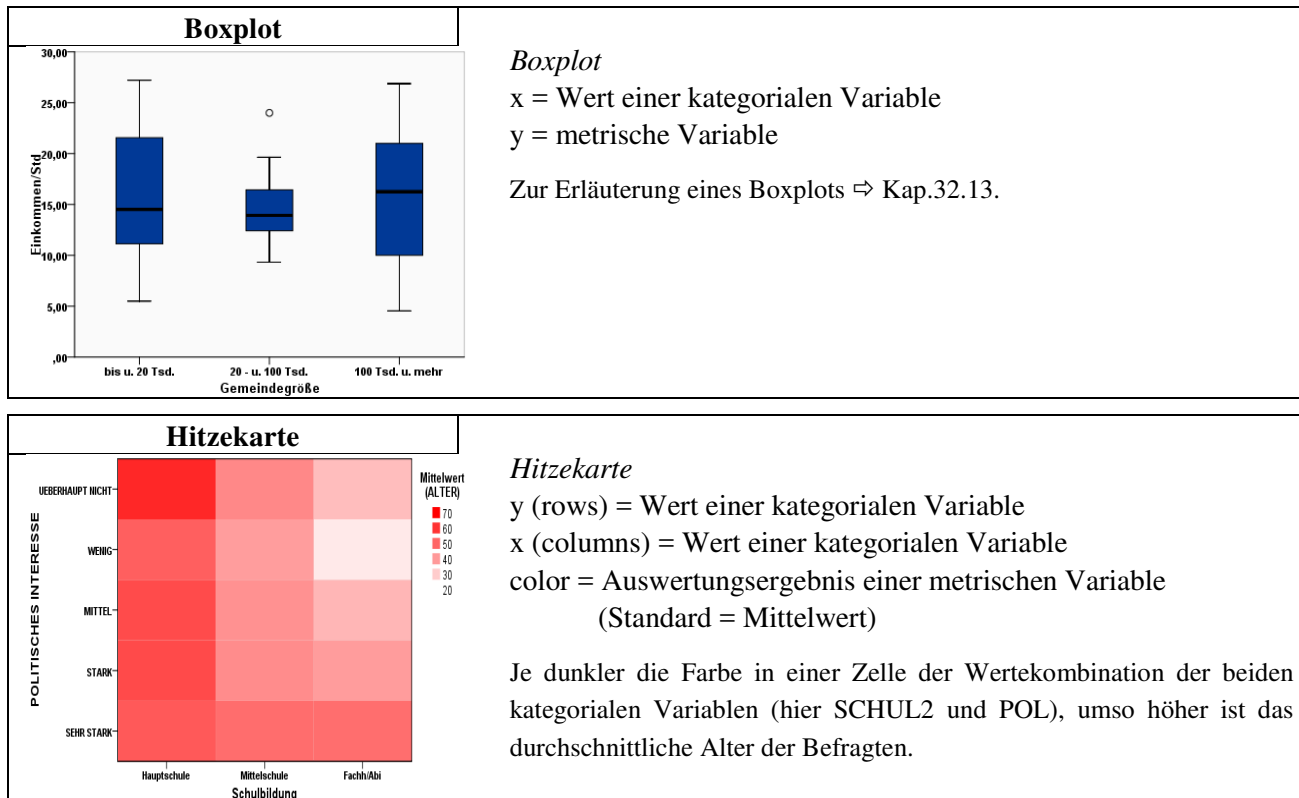 Boxplot
30,00
25,00
20,00
15,00
10,00
5,00
,00
Einkommen/Std
bis u. 20 Tsd.
20 - u. 100 Tsd.
100 Tsd. u. mehr
Gemeindegröße
Boxplot
x = Wert einer kategorialen Variable
y = metrische Variable
Zur Erläuterung eines Boxplots ⇨ Kap.32.13.
Hitzekarte
POLITISCHES INTERESSE
UEBERHAUPT NICHT
WENIG
MITTEL
STARK
SEHR STARK
Hauptschule
Mittelschule
Fachh/Abi
Schulbildung
Mittelwert
(ALTER)
70
60
50
40
30
20
Hitzekarte
y (rows) = Wert einer kategorialen Variable
x (columns) = Wert einer kategorialen Variable
color = Auswertungsergebnis einer metrischen Variable
(Standard = Mittelwert)
Je dunkler die Farbe in einer Zelle der Wertekombination der beiden
kategorialen Variablen (hier SCHUL2 und POL), umso höher ist das
durchschnittliche Alter der Befragten.